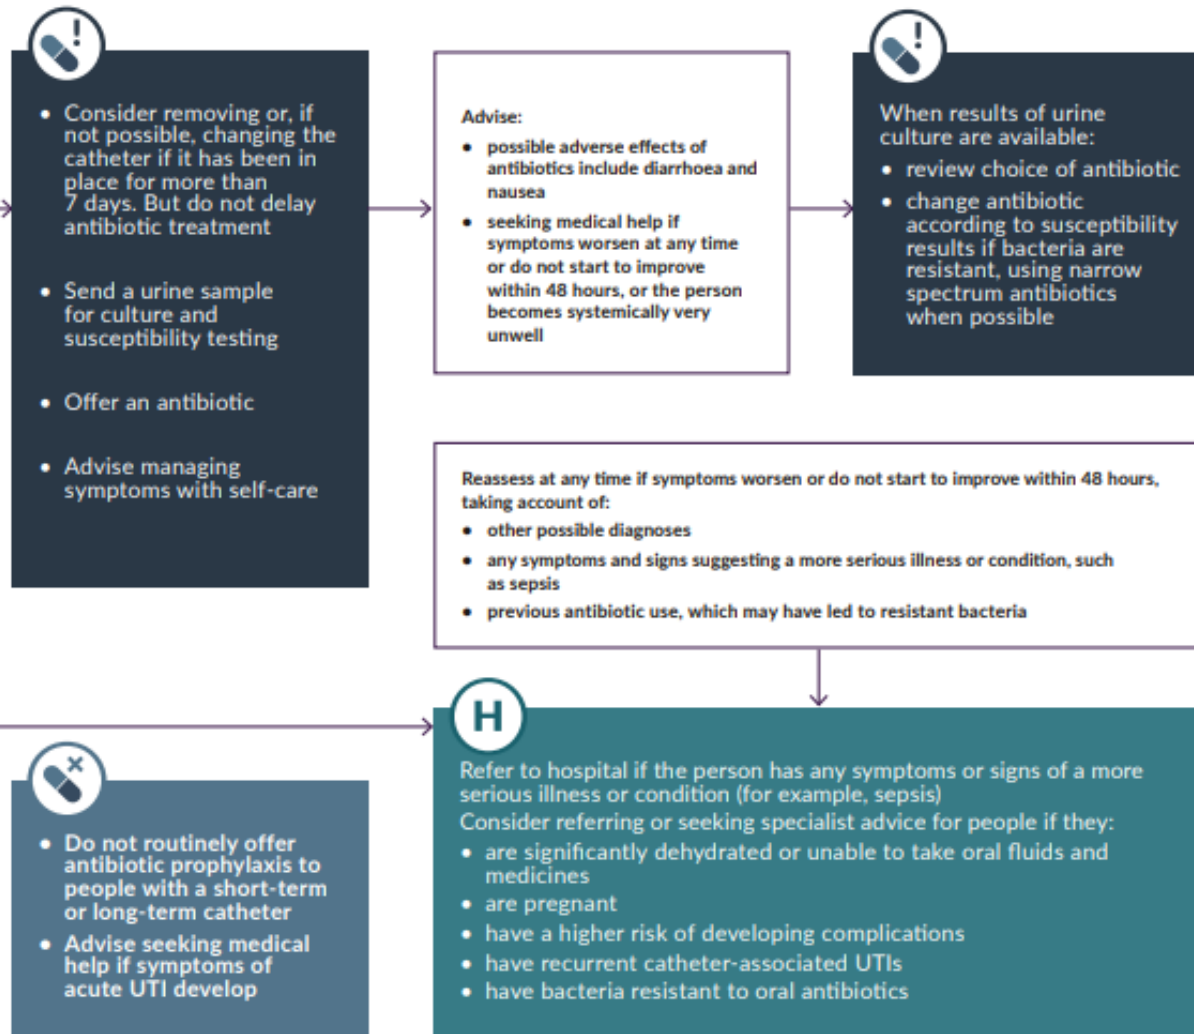 • Consider removing or, if
not possible, changing the
catheter if it has been in
place for more than
7 days. But do not delay
antibiotic treatment
• Send a urine sample
for culture and
susceptibility testing
• Offer an antibiotic
• Advise managing
symptoms with self-care
Advise:
• possible adverse effects of
antibiotics include diarrhoea and
nausea
• seeking medical help if
symptoms worsen at any time
or do not start to improve
within 48 hours, or the person
becomes systemically very
unwell
When results of urine
culture are available:
• review choice of antibiotic
• change antibiotic
according to susceptibility
results if bacteria are
resistant, using narrow
spectrum antibiotics
when possible
Reassess at any time if symptoms worsen or do not start to improve within 48 hours,
taking account of:
• other possible diagnoses
• any symptoms and signs suggesting a more serious illness or condition, such
as sepsis
• previous antibiotic use, which may have led to resistant bacteria
• Do not routinely offer
antibiotic prophylaxis to
people with a short-term
or long-term catheter
• Advise seeking medical
help if symptoms of
acute UTI develop
H
Refer to hospital if the person has any symptoms or signs of a more
serious illness or condition (for example, sepsis)
Consider referring or seeking specialist advice for people if they:
• are significantly dehydrated or unable to take oral fluids and
medicines
• are pregnant
• have a higher risk of developing complications
• have recurrent catheter-associated UTIs
• have bacteria resistant to oral antibiotics